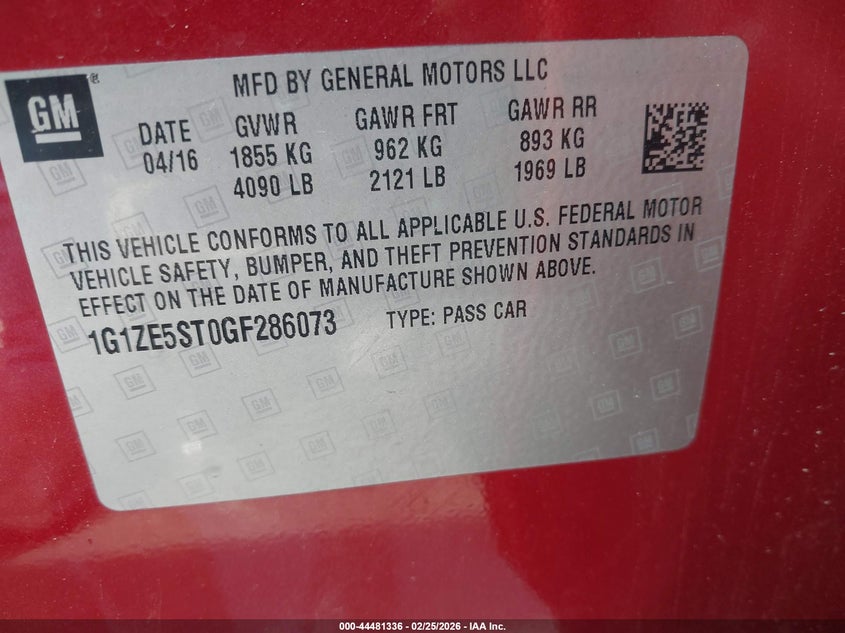 GM
MFD BY GENERAL MOTORS LLC
DATE GVWR GAWR FRT GAWR RR
04/16 1855 KG 962 KG 893 KG
4090 LB 2121 LB 1969 LB
THIS VEHICLE CONFORMS TO ALL APPLICABLE U.S. FEDERAL MOTOR
VEHICLE SAFETY, BUMPER, AND THEFT PREVENTION STANDARDS IN
EFFECT ON THE DATE OF MANUFACTURE SHOWN ABOVE.
1G1ZE5ST0GF286073 TYPE: PASS CAR
000-44481336 - 02/25/2026 - IAA Inc.